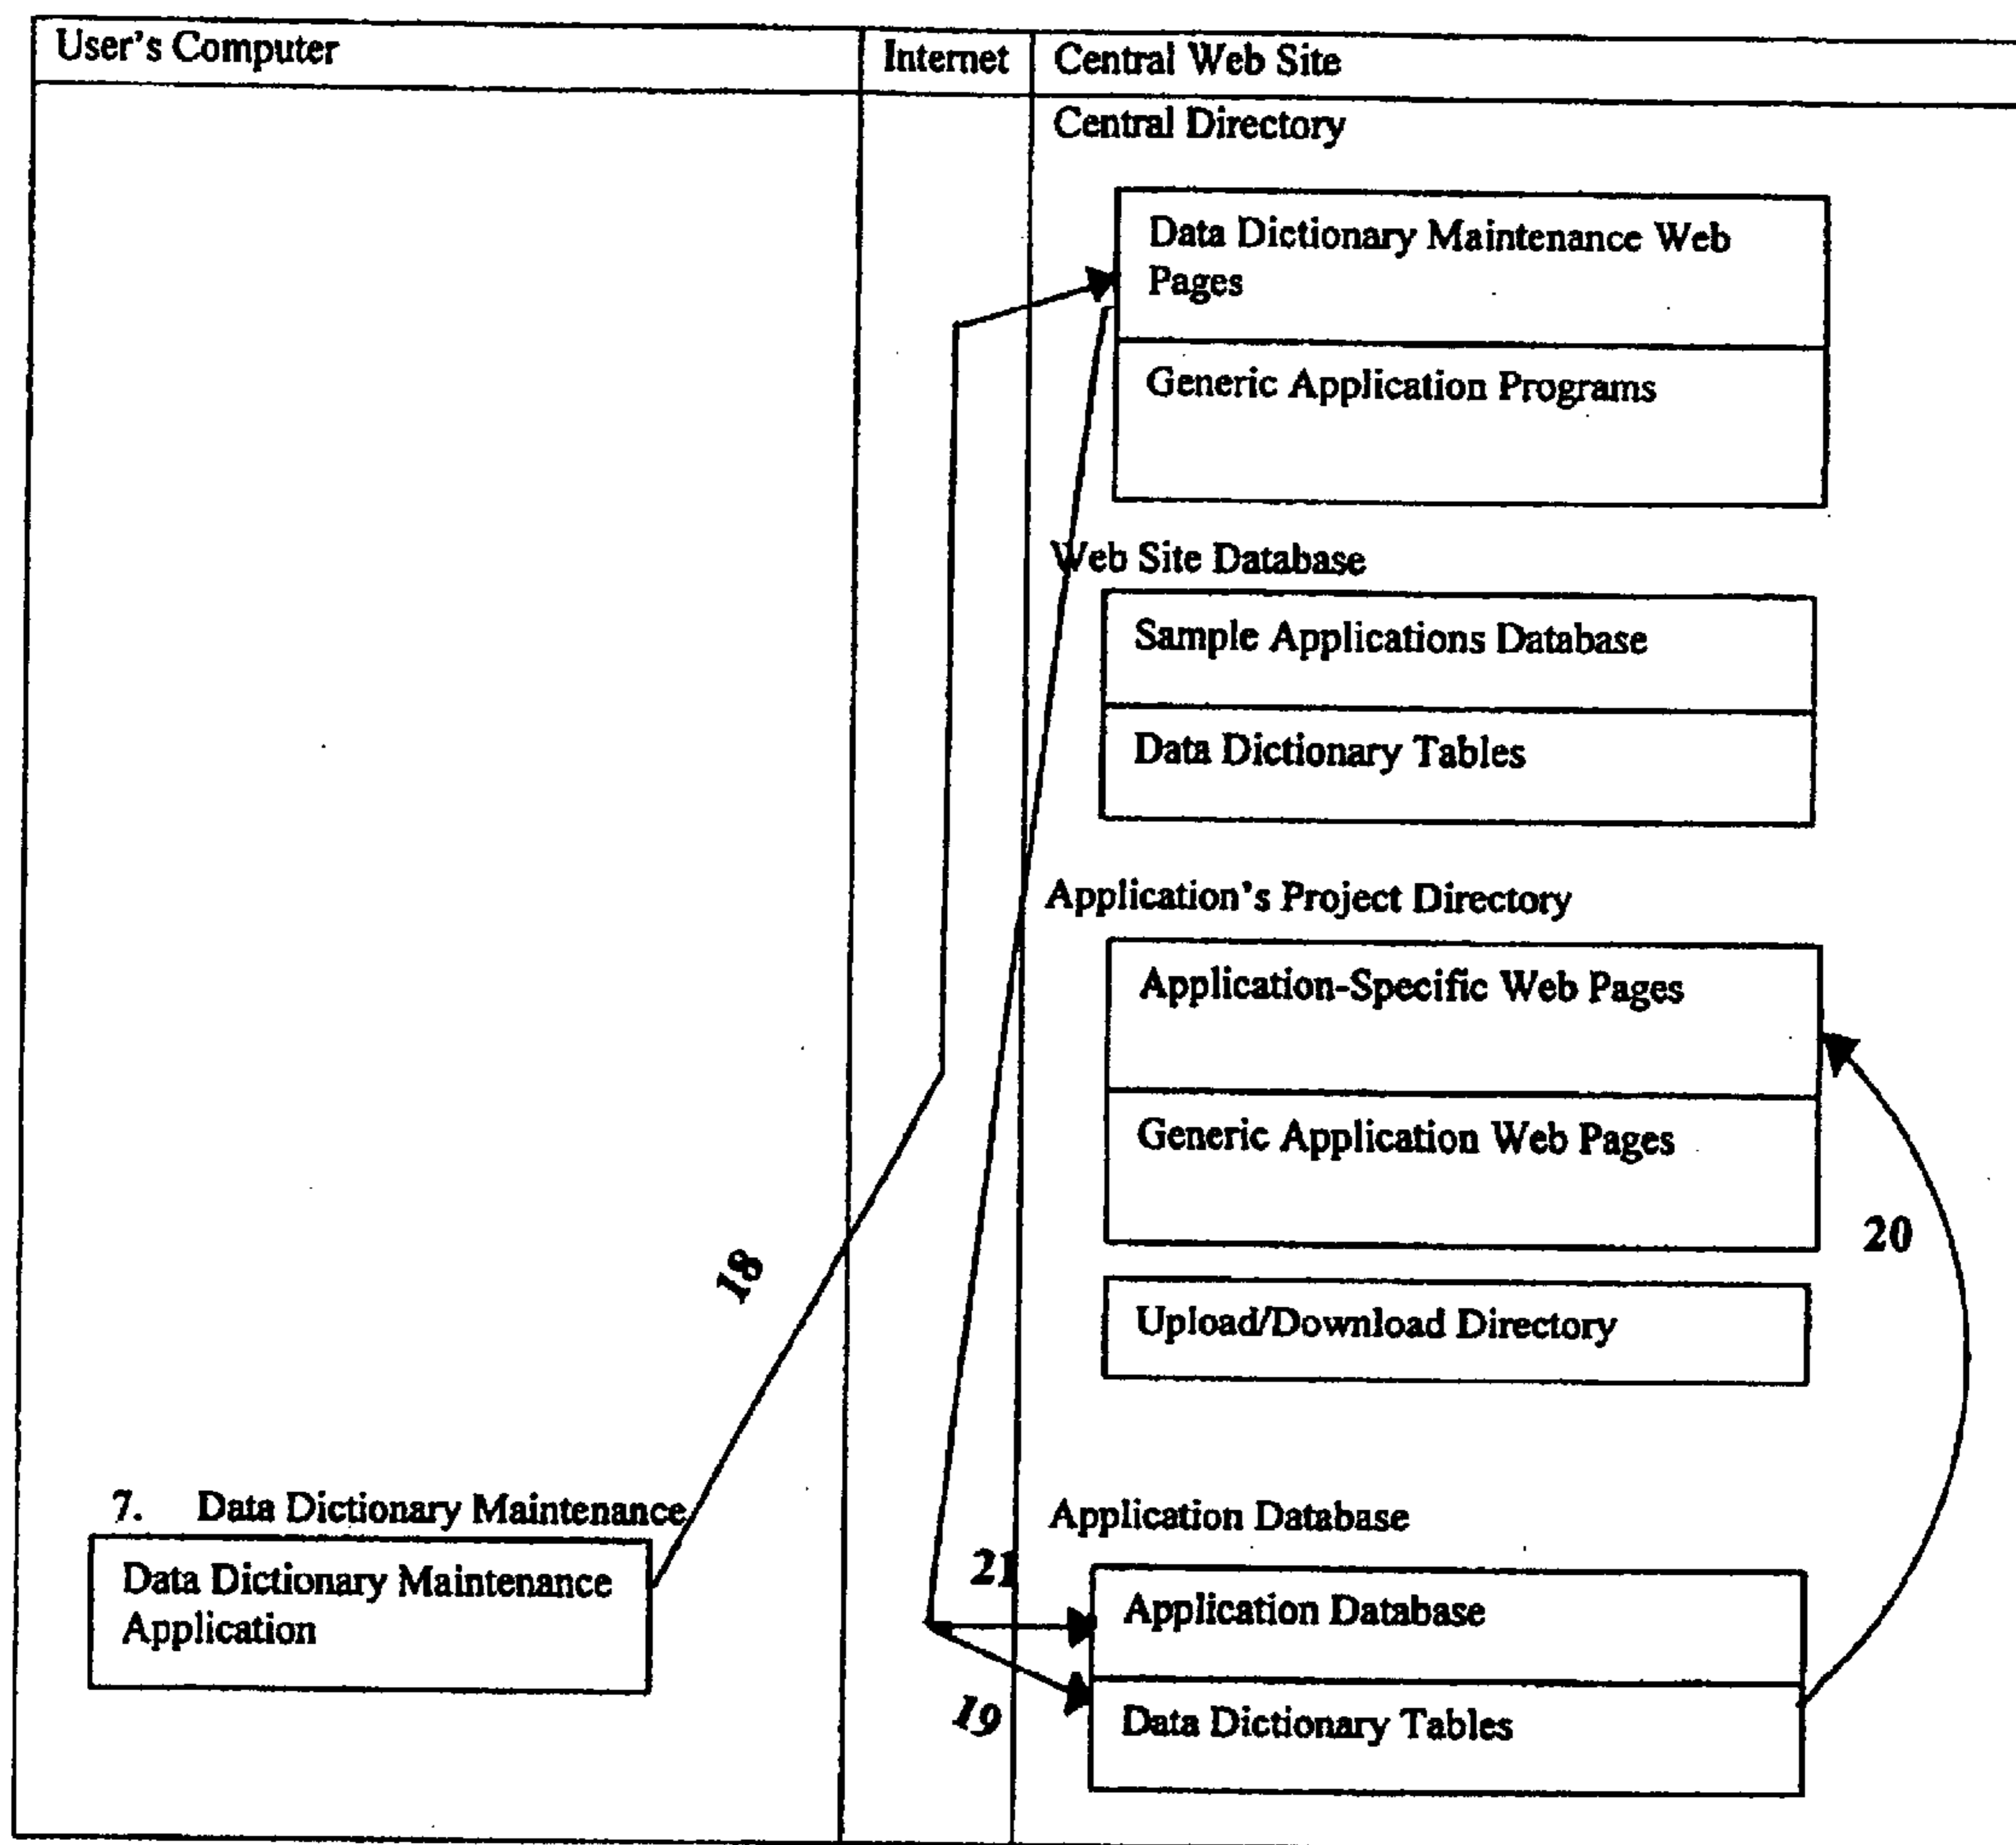 User's Computer
Internet
Central Web Site
Central Directory
Data Dictionary Maintenance Web
Pages
Generic Application Programs
Web Site Database
Sample Applications Database
Data Dictionary Tables
Application's Project Directory
Application-Specific Web Pages
Generic Application Web Pages
20
18
Upload/Download Directory
7. Data Dictionary Maintenance
Data Dictionary Maintenance
Application
Application Database
21
Application Database
19
Data Dictionary Tables